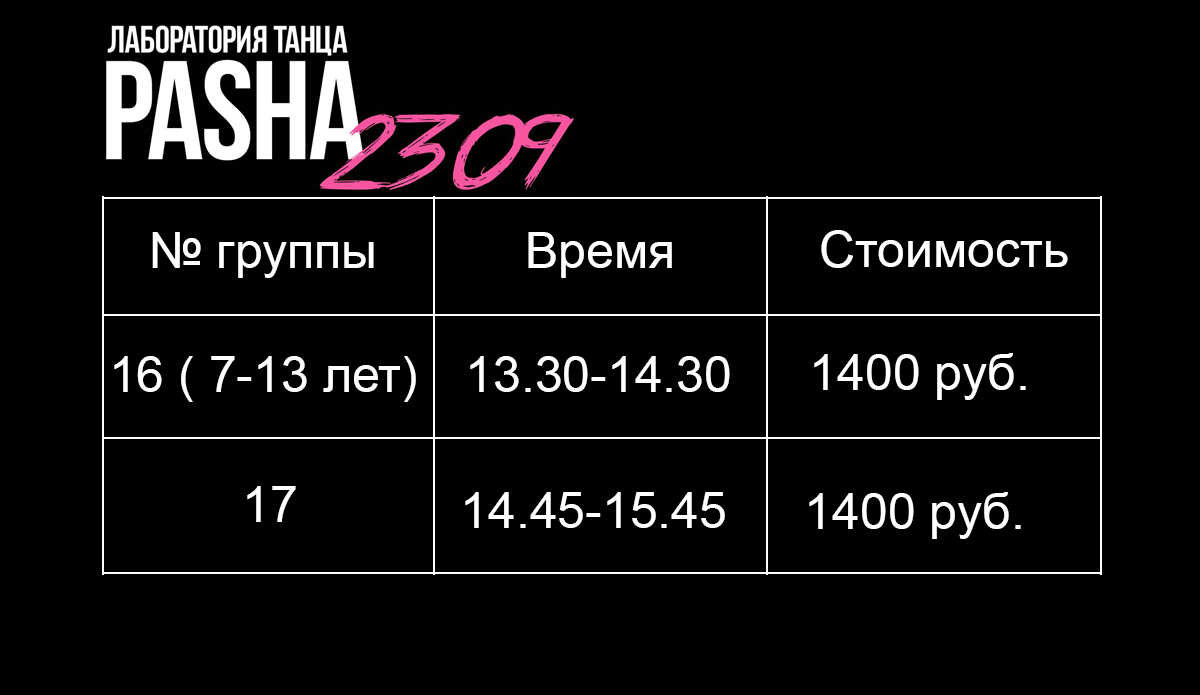 ЛАБОРАТОРИЯ ТАНЦА
PASHA
2309
№ группы Время Стоимость
16 ( 7-13 лет) 13.30-14.30 1400 руб.
17 14.45-15.45 1400 руб.